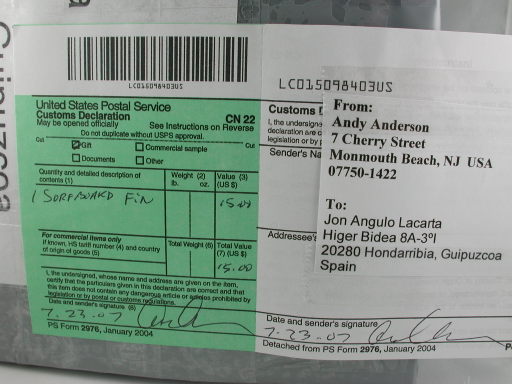 LC015098403US
LC015098403US
United States Postal Service
Customs Declaration
CN 22
May be opened officially
See Instructions on Reverse
Do not duplicate without USPS approval.
Cut
Cut
Gift
Commercial sample
Documents
Other
Quantity and detailed description of contents (1)
Weight (2)
lb. oz.
Value (3)
(US $)
1 SURFBOARD FIN
15.00
For commercial items only
If known, HS tariff number (4) and country
of origin of goods (5)
Total Weight (6)
Total Value
(7) (US $)
15.00
I, the undersigned, whose name and address are given on the item,
certify that the particulars given in this declaration are correct and that
this item does not contain any dangerous article or articles prohibited by
legislation or by postal or customs regulations.
Date and sender's signature (8)
7-23-07
PS Form 2976, January 2004
Customs D
I, the undersigned
declaration are c
legislation or by p
Sender's Na
Addressee's
Date and sender's signature
7-23-07
Detached from PS Form 2976, January 2004
From:
Andy Anderson
7 Cherry Street
Monmouth Beach, NJ USA
07750-1422
To:
Jon Angulo Lacarta
Higer Bidea 8A-3ºI
20280 Hondarribia, Guipuzcoa
Spain